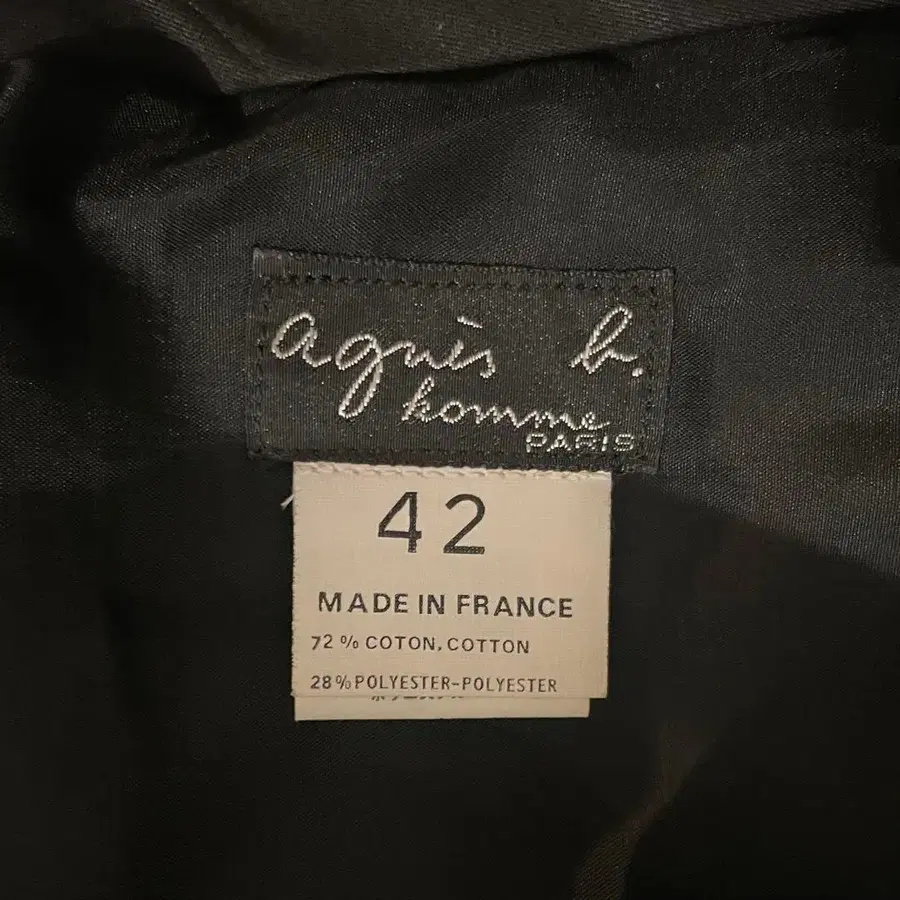 agnès b.
homme
PARIS
42
MADE IN FRANCE
72% COTON, COTTON
28% POLYESTER-POLYESTER